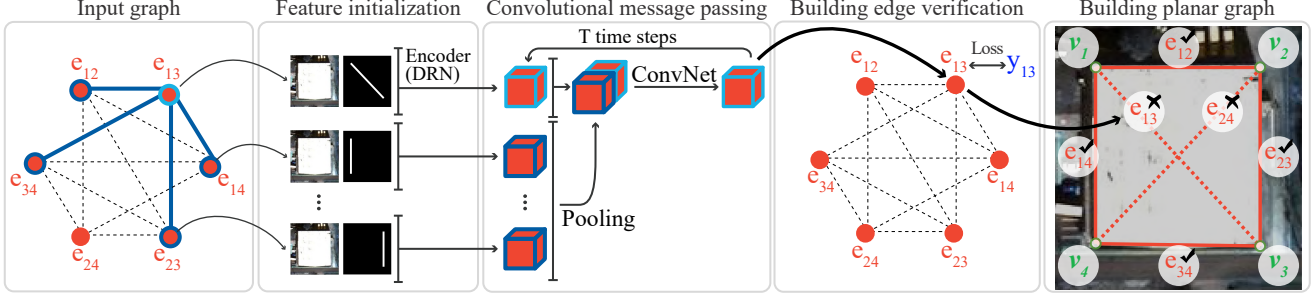 Input graph
e12
e13
e34
e14
e24
e23
Feature initialization
Encoder
(DRN)
Convolutional message passing
T time steps
ConvNet
Pooling
Building edge verification
e12
e13
Loss
y13
e34
e14
e24
e23
Building planar graph
v1
e12
v2
e13
e24
e14
e23
v4
e34
v3